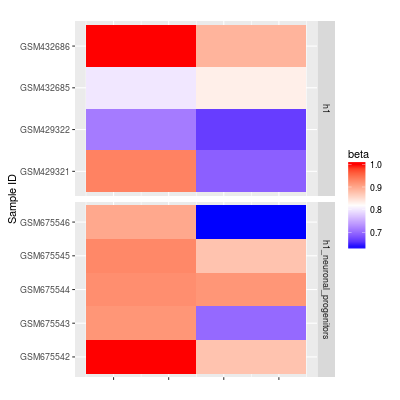 GSM432686
GSM432685
GSM429322
GSM429321
h1
GSM675546
GSM675545
GSM675544
GSM675543
GSM675542
h1_neuronal_progenitors
Sample ID
beta
1.0
0.9
0.8
0.7